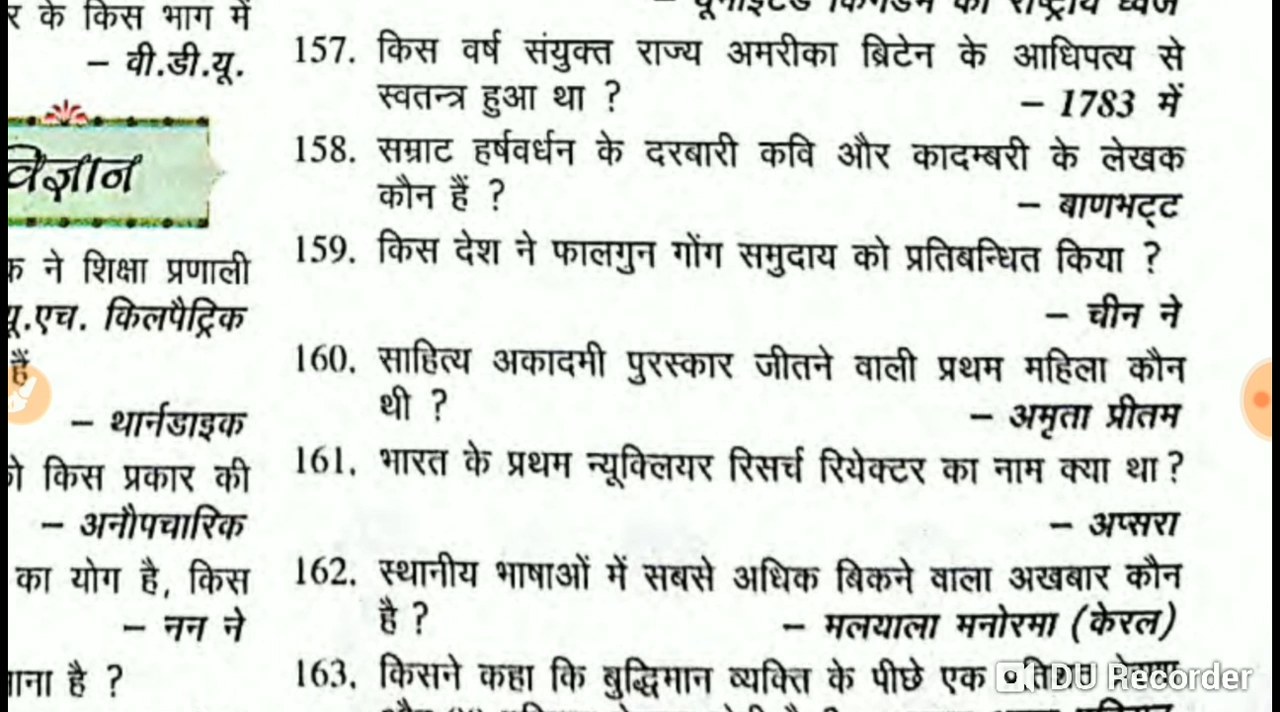 र के किस भाग में
– वी.डी.यू.
विज्ञान
क ने शिक्षा प्रणाली
यू.एच. किलपैट्रिक
हैं
– थार्नडाइक
को किस प्रकार की
– अनौपचारिक
का योग है, किस
– नन ने
माना है ?
– यूनाइटेड किंगडम का राष्ट्रीय ध्वज
157. किस वर्ष संयुक्त राज्य अमरीका ब्रिटेन के आधिपत्य से
स्वतन्त्र हुआ था ?
– 1783 में
158. सम्राट हर्षवर्धन के दरबारी कवि और कादम्बरी के लेखक
कौन हैं ?
– बाणभट्ट
159. किस देश ने फालगुन गोंग समुदाय को प्रतिबन्धित किया ?
– चीन ने
160. साहित्य अकादमी पुरस्कार जीतने वाली प्रथम महिला कौन
थी ?
– अमृता प्रीतम
161. भारत के प्रथम न्यूक्लियर रिसर्च रियेक्टर का नाम क्या था ?
– अप्सरा
162. स्थानीय भाषाओं में सबसे अधिक बिकने वाला अखबार कौन
है ?
– मलयाला मनोरमा (केरल)
163. किसने कहा कि बुद्धिमान व्यक्ति के पीछे एक
DU Recorder